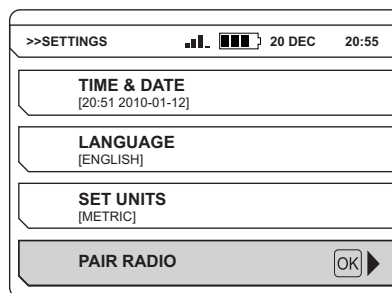 >>SETTINGS 20 DEC 20:55
TIME & DATE
[20:51 2010-01-12]
LANGUAGE
[ENGLISH]
SET UNITS
[METRIC]
PAIR RADIO OK